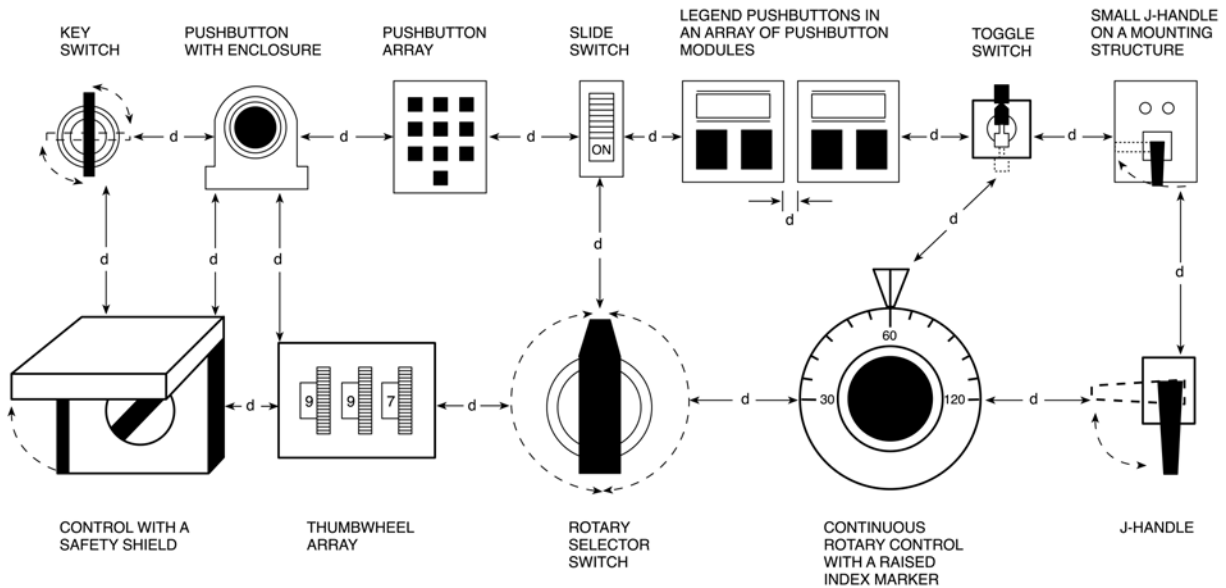 KEY
SWITCH
PUSHBUTTON
WITH ENCLOSURE
PUSHBUTTON
ARRAY
SLIDE
SWITCH
LEGEND PUSHBUTTONS IN
AN ARRAY OF PUSHBUTTON
MODULES
TOGGLE
SWITCH
SMALL J-HANDLE
ON A MOUNTING
STRUCTURE
d
d
d
ON
d
d
d
d
d
d
d
d
d
d
d
60
9
9
7
d
d
d
30
120
d
CONTROL WITH A
SAFETY SHIELD
THUMBWHEEL
ARRAY
ROTARY
SELECTOR
SWITCH
CONTINUOUS
ROTARY CONTROL
WITH A RAISED
INDEX MARKER
J-HANDLE